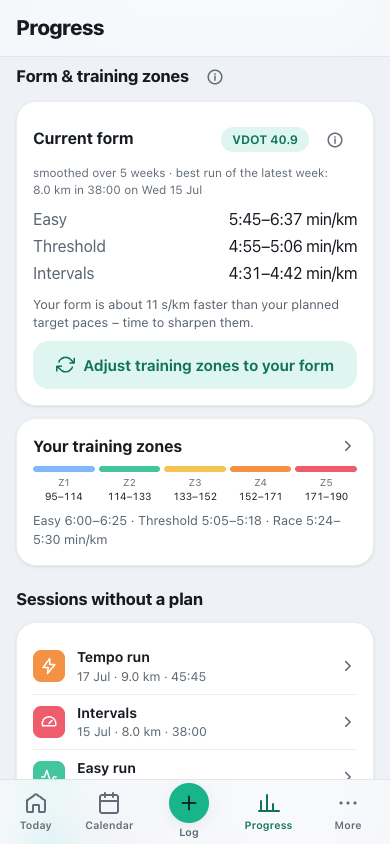 Progress
Form & training zones
Current form
VDOT 40.9
smoothed over 5 weeks · best run of the latest week:
8.0 km in 38:00 on Wed 15 Jul
Easy 5:45–6:37 min/km
Threshold 4:55–5:06 min/km
Intervals 4:31–4:42 min/km
Your form is about 11 s/km faster than your planned
target paces – time to sharpen them.
Adjust training zones to your form
Your training zones
Z1 Z2 Z3 Z4 Z5
95–114 114–133 133–152 152–171 171–190
Easy 6:00–6:25 · Threshold 5:05–5:18 · Race 5:24–
5:30 min/km
Sessions without a plan
Tempo run
17 Jul · 9.0 km · 45:45
Intervals
15 Jul · 8.0 km · 38:00
Easy run
Today Calendar Log Progress More